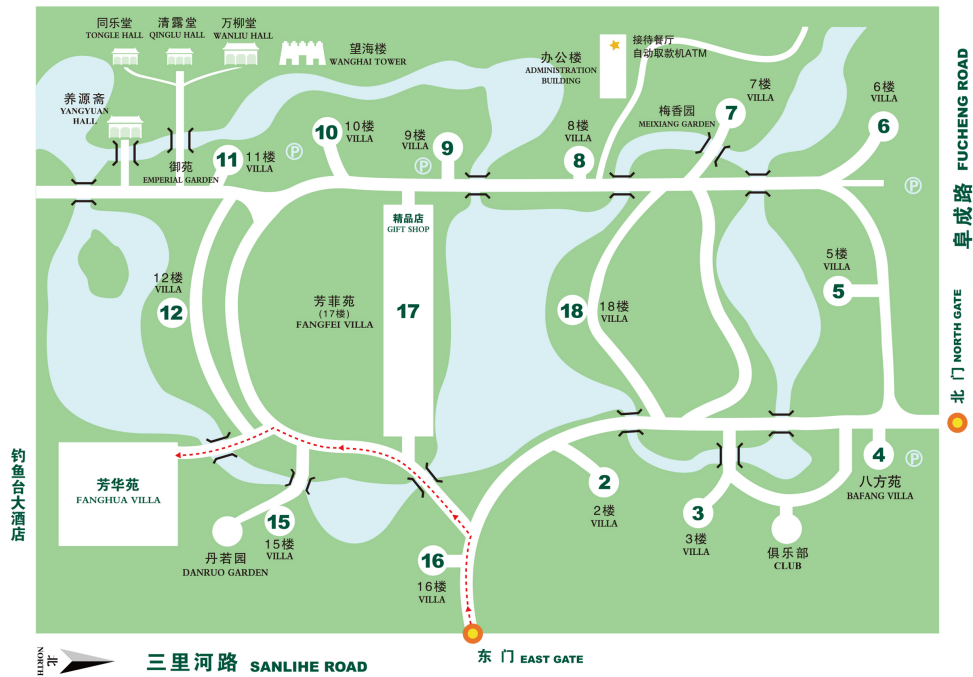 同乐堂
TONGLE HALL
清露堂
QINGLU HALL
万柳堂
WANLIU HALL
望海楼
WANGHAI TOWER
办公楼
ADMINISTRATION
BUILDING
接待餐厅
自动取款机ATM
养源斋
YANGYUAN
HALL
御苑
EMPERIAL GARDEN
11
11楼
VILLA
P
10
10楼
VILLA
9楼
VILLA
9
P
8楼
VILLA
8
梅香园
MEIXIANG GARDEN
7楼
VILLA
7
6楼
VILLA
6
P
阜成路 FUCHENG ROAD
精品店
GIFT SHOP
12楼
VILLA
12
芳菲苑
(17楼)
FANGFEI VILLA
17
18
18楼
VILLA
5楼
VILLA
5
北门 NORTH GATE
钓鱼台大酒店
芳华苑
FANGHUA VILLA
15
15楼
VILLA
丹若园
DANRUO GARDEN
16
16楼
VILLA
2
2楼
VILLA
3
3楼
VILLA
俱乐部
CLUB
4
八方苑
BAFANG VILLA
P
北
NORTH
三里河路 SANLIHE ROAD
东门 EAST GATE